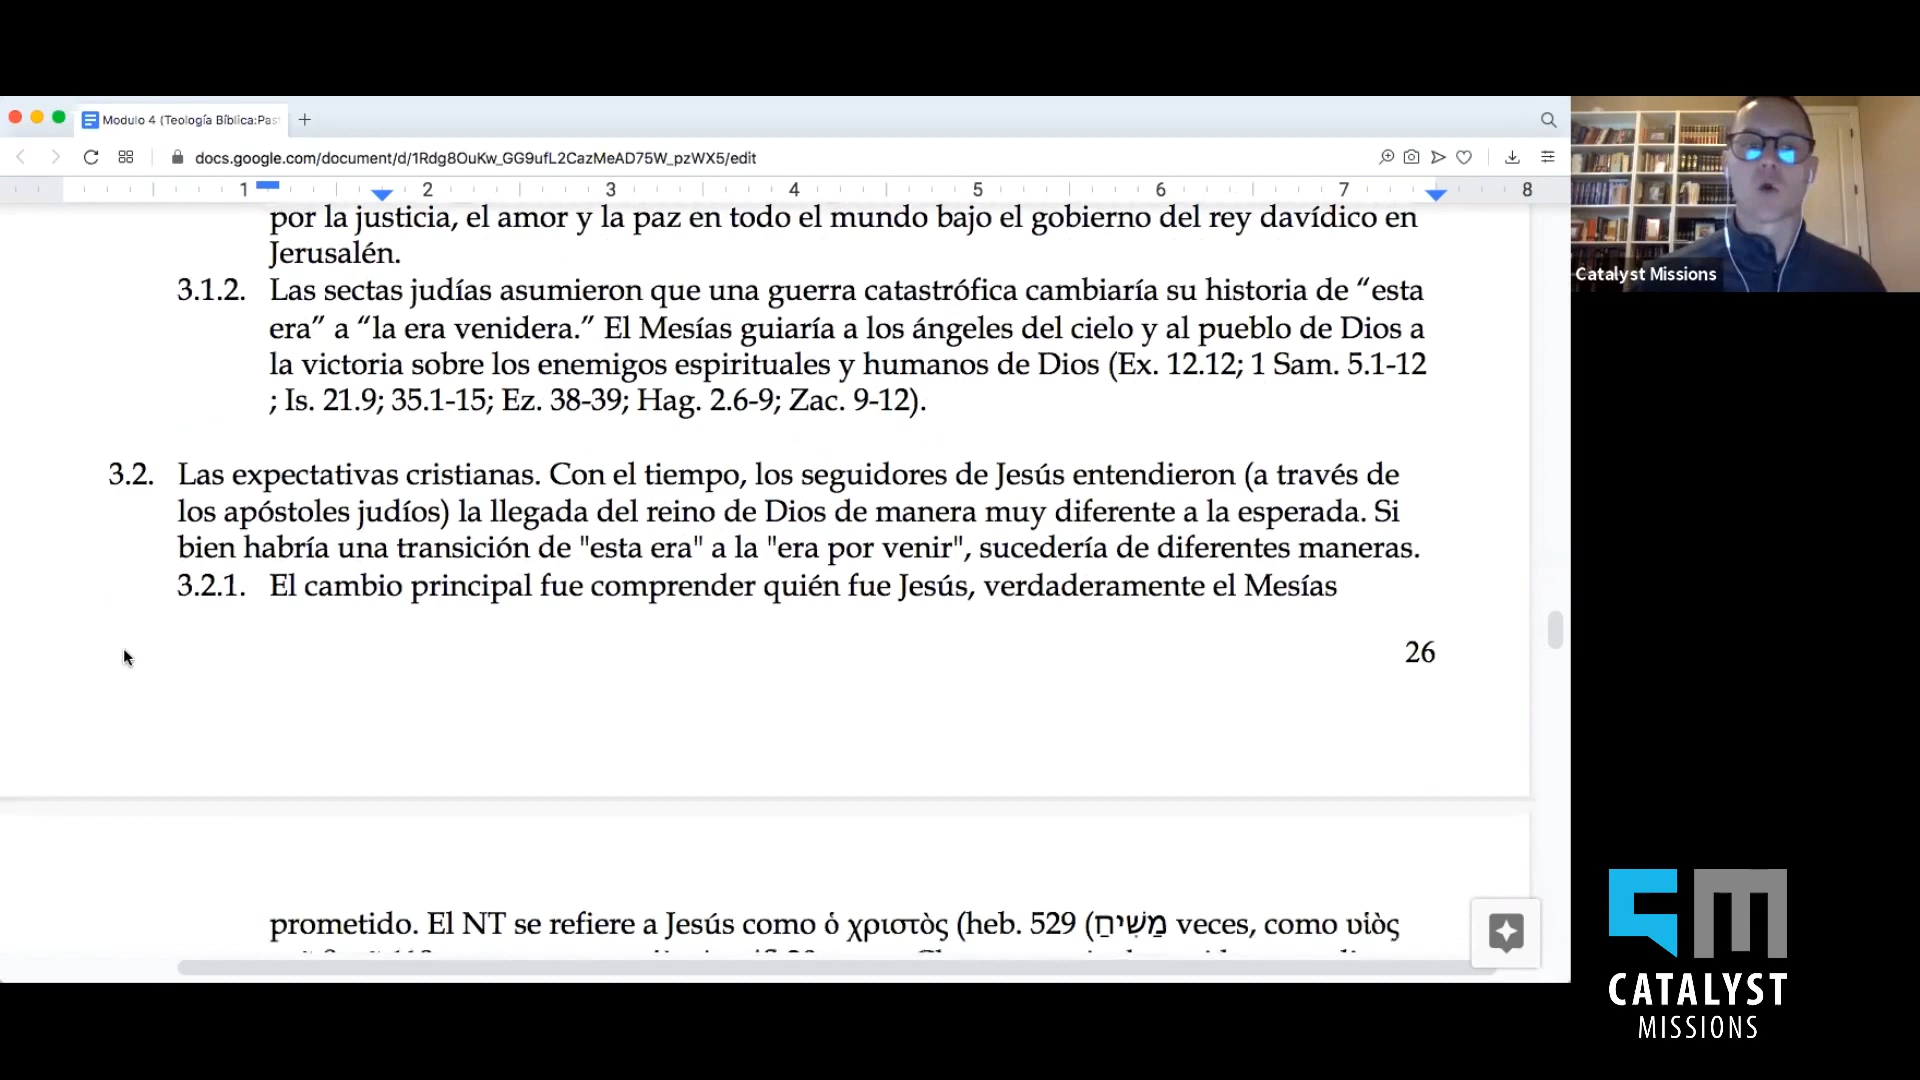 Modulo 4 (Teología Bíblica:Pas
docs.google.com/document/d/1Rdg8OuKw_GG9ufL2CazMeAD75W_pzWX5/edit
1 2 3 4 5 6 7 8
por la justicia, el amor y la paz en todo el mundo bajo el gobierno del rey davídico en
Jerusalén.
3.1.2. Las sectas judías asumieron que una guerra catastrófica cambiaría su historia de “esta
era” a “la era venidera.” El Mesías guiaría a los ángeles del cielo y al pueblo de Dios a
la victoria sobre los enemigos espirituales y humanos de Dios (Ex. 12.12; 1 Sam. 5.1-12
; Is. 21.9; 35.1-15; Ez. 38-39; Hag. 2.6-9; Zac. 9-12).
3.2. Las expectativas cristianas. Con el tiempo, los seguidores de Jesús entendieron (a través de
los apóstoles judíos) la llegada del reino de Dios de manera muy diferente a la esperada. Si
bien habría una transición de "esta era" a la "era por venir", sucedería de diferentes maneras.
3.2.1. El cambio principal fue comprender quién fue Jesús, verdaderamente el Mesías
26
prometido. El NT se refiere a Jesús como ὁ χριστὸς (heb. 529 (מַשִׁיחַ veces, como υἱὸς
Catalyst Missions
CATALYST
MISSIONS